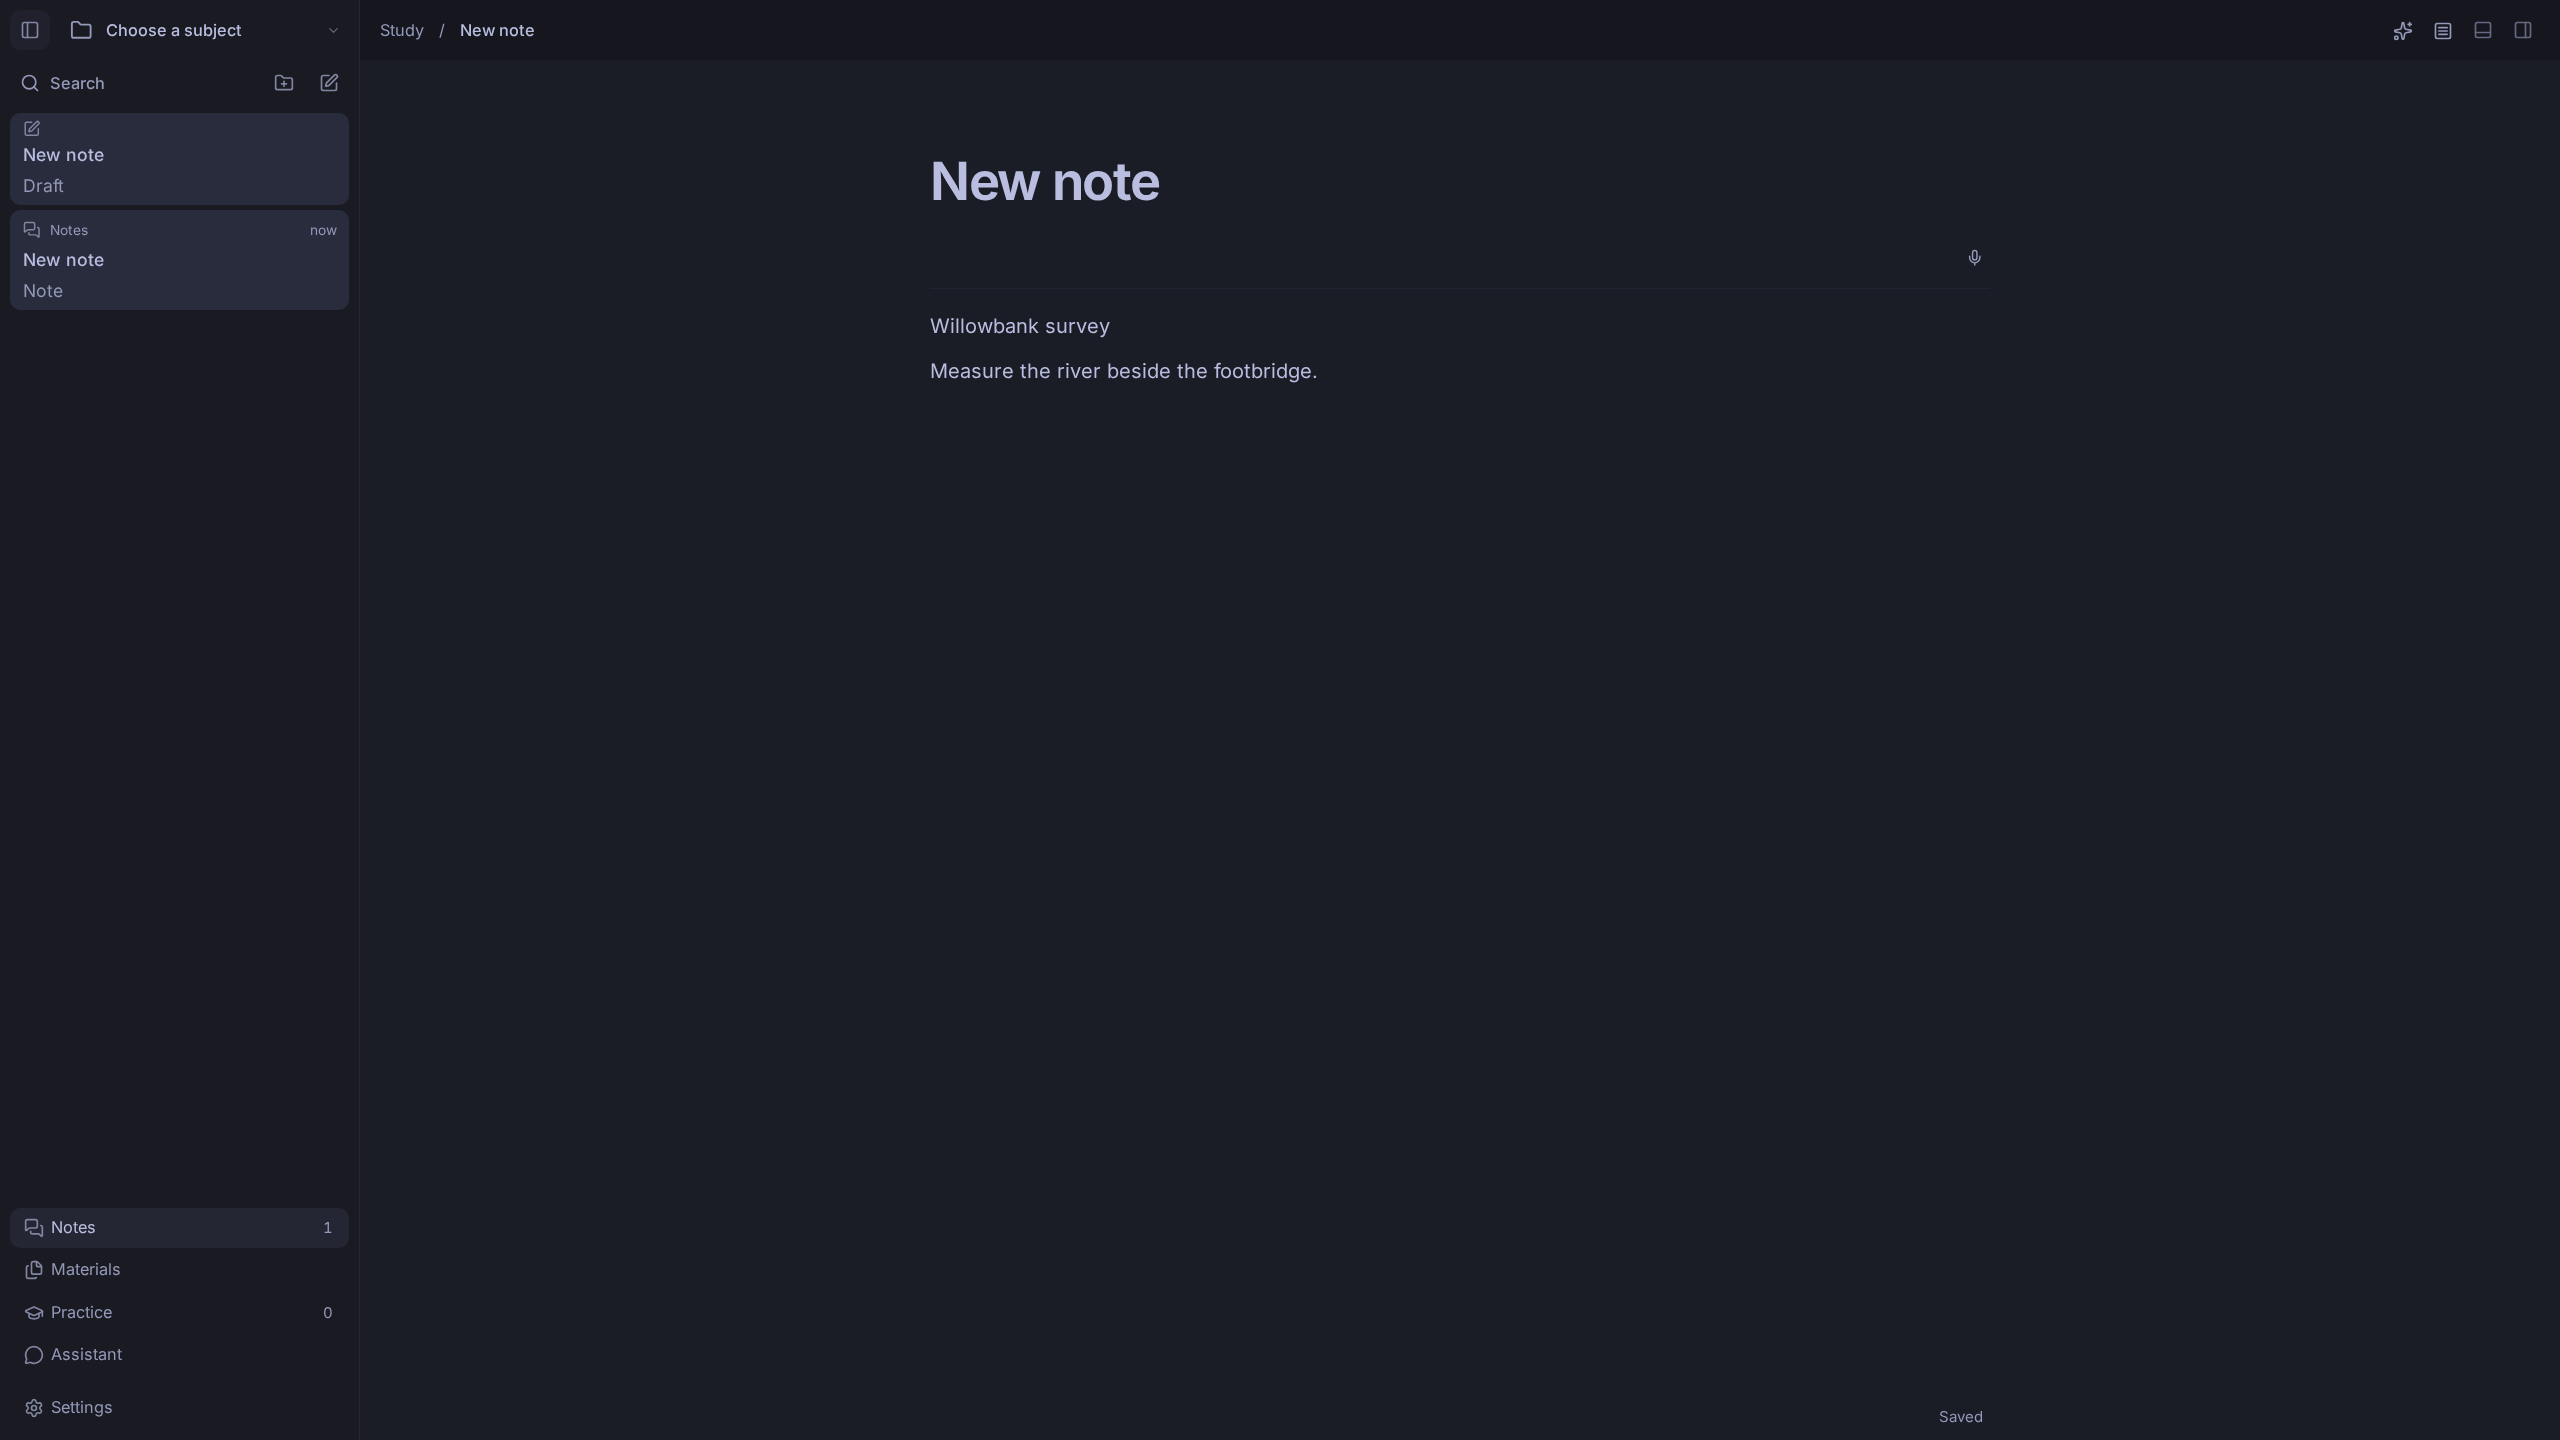 Choose a subject
Search
New note
Draft
Notes now
New note
Note
Notes 1
Materials
Practice 0
Assistant
Settings
Study / New note
New note
Willowbank survey
Measure the river beside the footbridge.
Saved